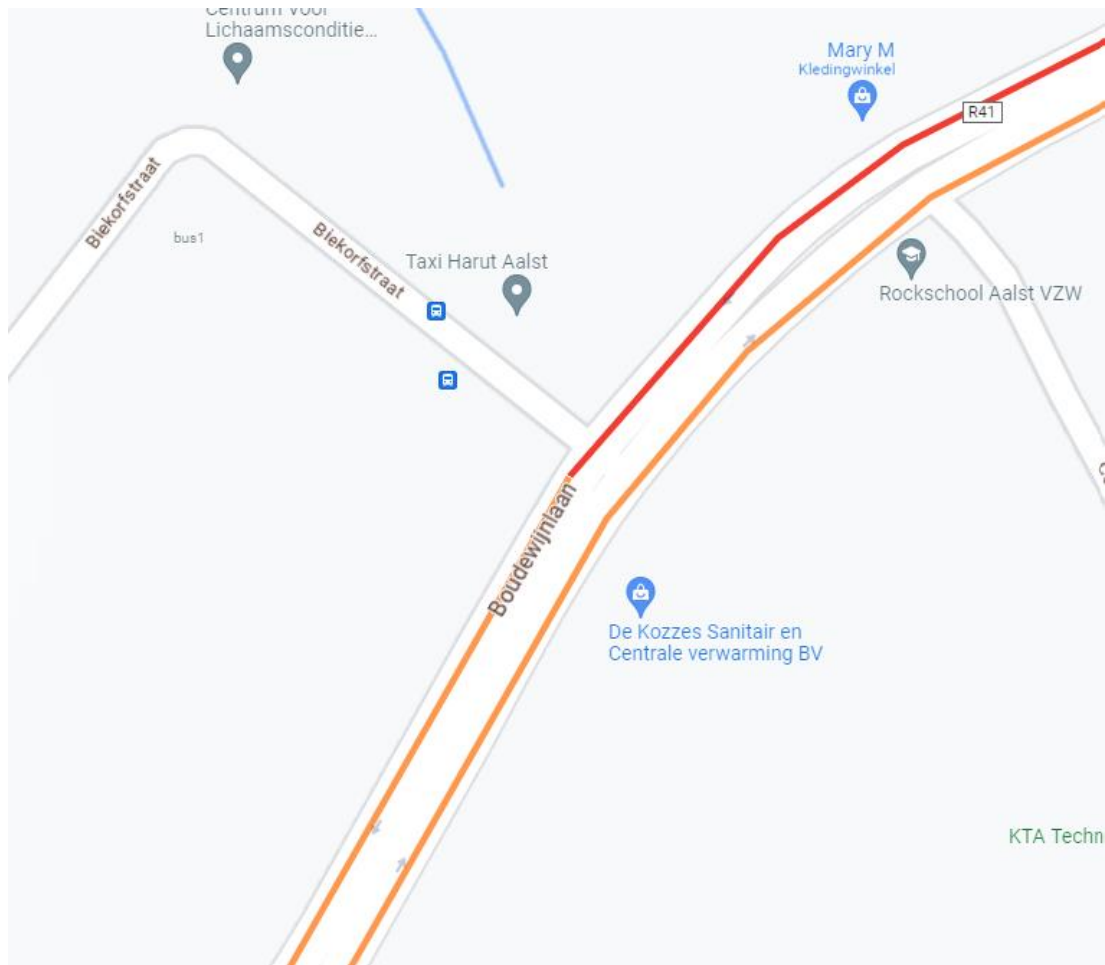 Centrum voor
Lichaamsconditie...
Mary M
Kledingwinkel
R41
Biekorfstraat
bus1
Biekorfstraat
Taxi Harut Aalst
Rockschool Aalst VZW
Boudewijnlaan
De Kozzes Sanitair en
Centrale verwarming BV
KTA Techn